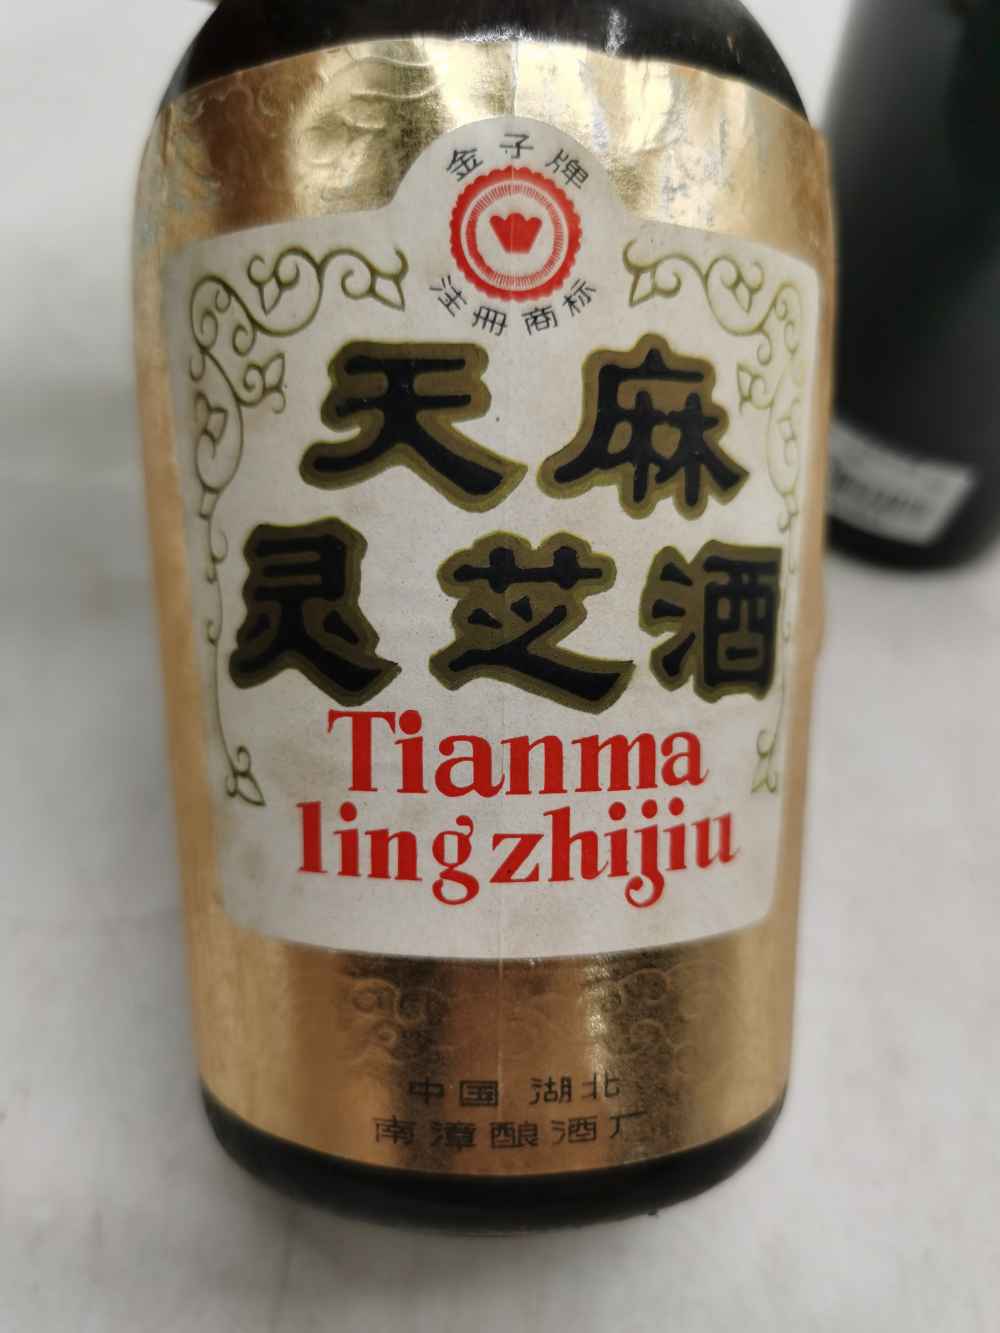 金子牌
注册商标
天麻
灵芝酒
Tianma
lingzhijiu
中国 湖北
南漳酿酒厂